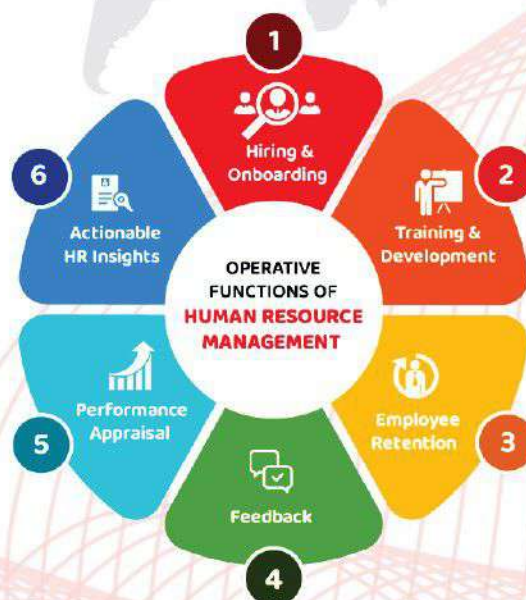 OPERATIVE
FUNCTIONS OF
HUMAN RESOURCE
MANAGEMENT
1
Hiring &
Onboarding
2
Training &
Development
3
Employee
Retention
4
Feedback
5
Performance
Appraisal
6
Actionable
HR Insights